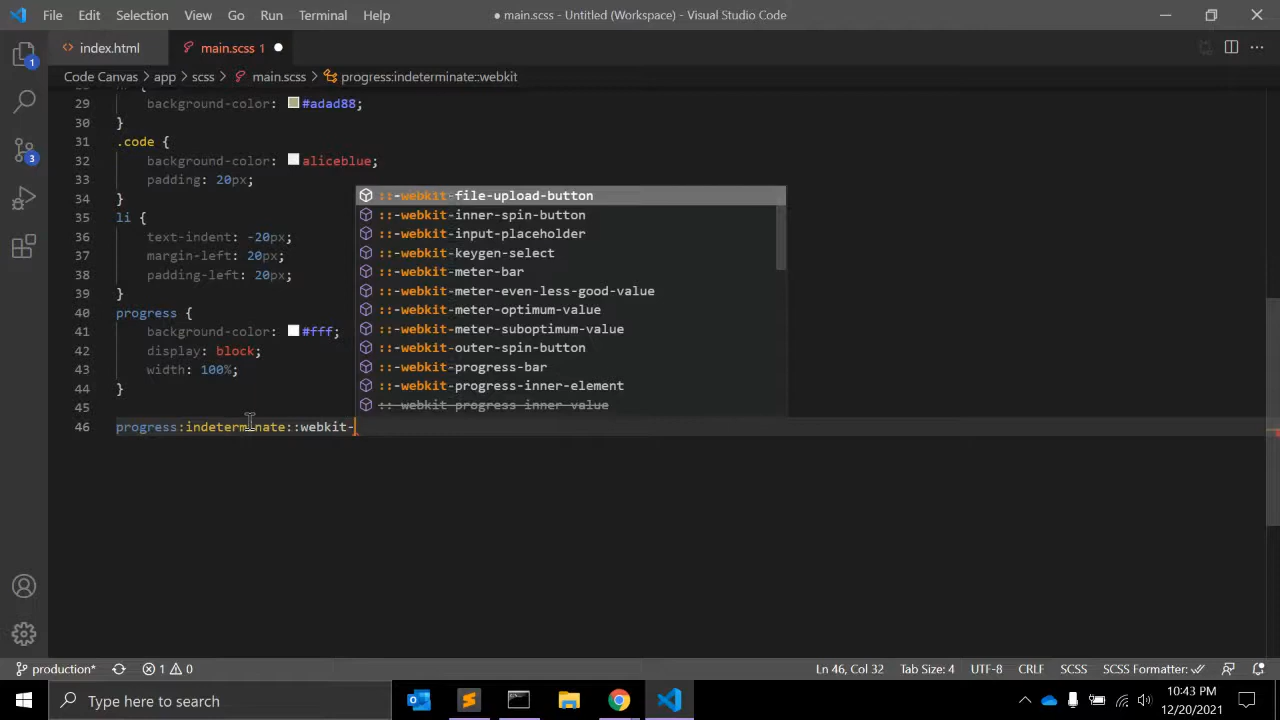 File Edit Selection View Go Run Terminal Help
● main.scss - Untitled (Workspace) - Visual Studio Code
<> index.html
main.scss 1 ●
Code Canvas > app > scss > main.scss > progress:indeterminate::webkit
29 background-color: #adad88;
30 }
31 .code {
32 background-color: aliceblue;
33 padding: 20px;
34 }
35 li {
36 text-indent: -20px;
37 margin-left: 20px;
38 padding-left: 20px;
39 }
40 progress {
41 background-color: #fff;
42 display: block;
43 width: 100%;
44 }
45
46 progress:indeterminate::webkit-
::-webkit-file-upload-button
::-webkit-inner-spin-button
::-webkit-input-placeholder
::-webkit-keygen-select
::-webkit-meter-bar
::-webkit-meter-even-less-good-value
::-webkit-meter-optimum-value
::-webkit-meter-suboptimum-value
::-webkit-outer-spin-button
::-webkit-progress-bar
::-webkit-progress-inner-element
::-webkit-progress-inner-value
1
3
production* 1 0
Ln 46, Col 32 Tab Size: 4 UTF-8 CRLF SCSS SCSS Formatter:
Type here to search
10:43 PM
12/20/2021